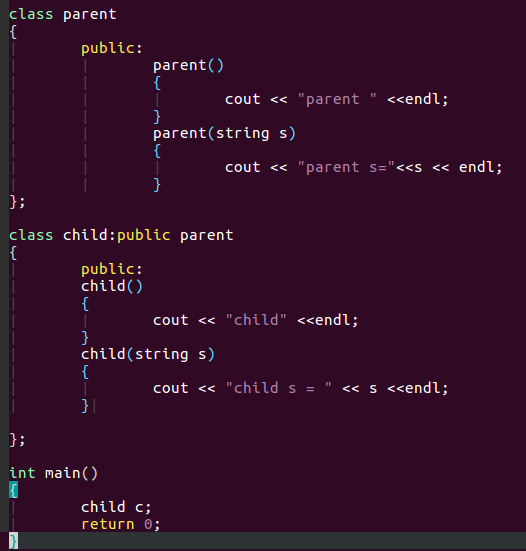 class parent
{
public:
parent()
{
cout << "parent " <<endl;
}
parent(string s)
{
cout << "parent s="<<s << endl;
}
};
class child:public parent
{
public:
child()
{
cout << "child" <<endl;
}
child(string s)
{
cout << "child s = " << s <<endl;
}
};
int main()
{
child c;
return 0;
}